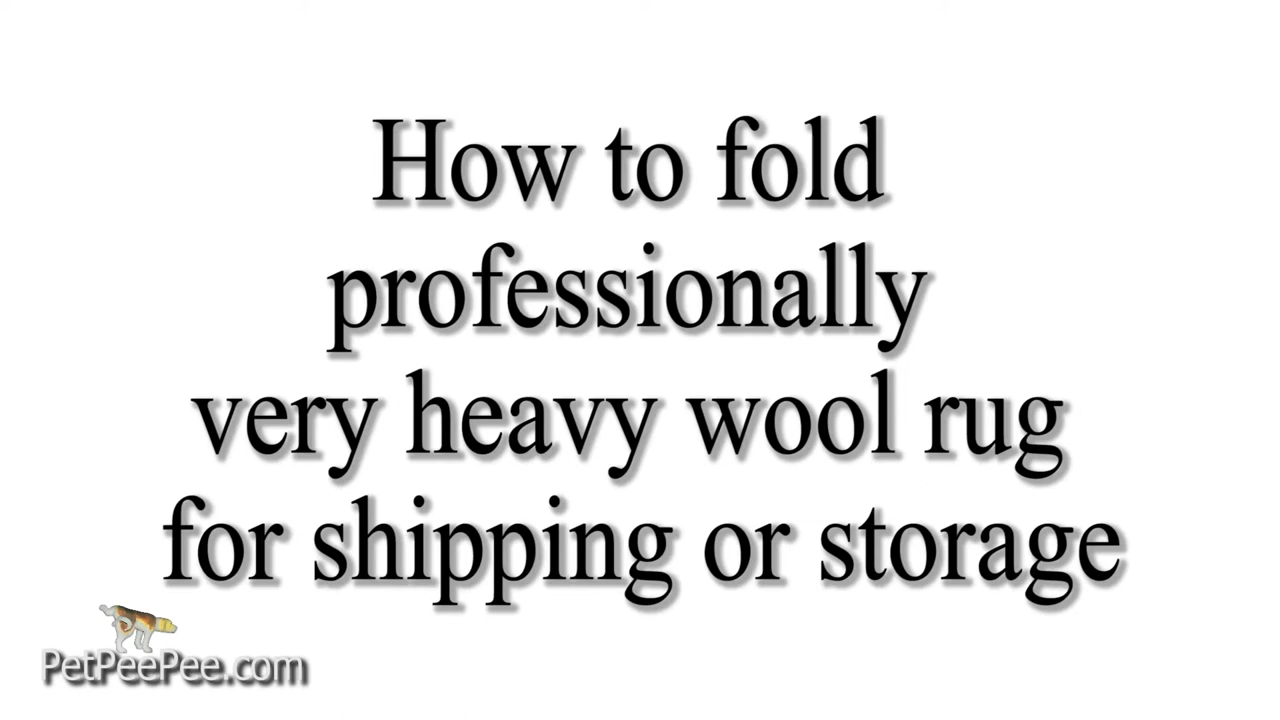 How to fold
professionally
very heavy wool rug
for shipping or storage
PetPeePee.com